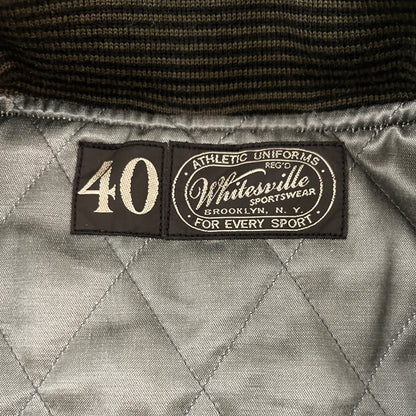 40
ATHLETIC UNIFORMS
REG'D
Whitesville
SPORTSWEAR
BROOKLYN, N. Y.
FOR EVERY SPORT